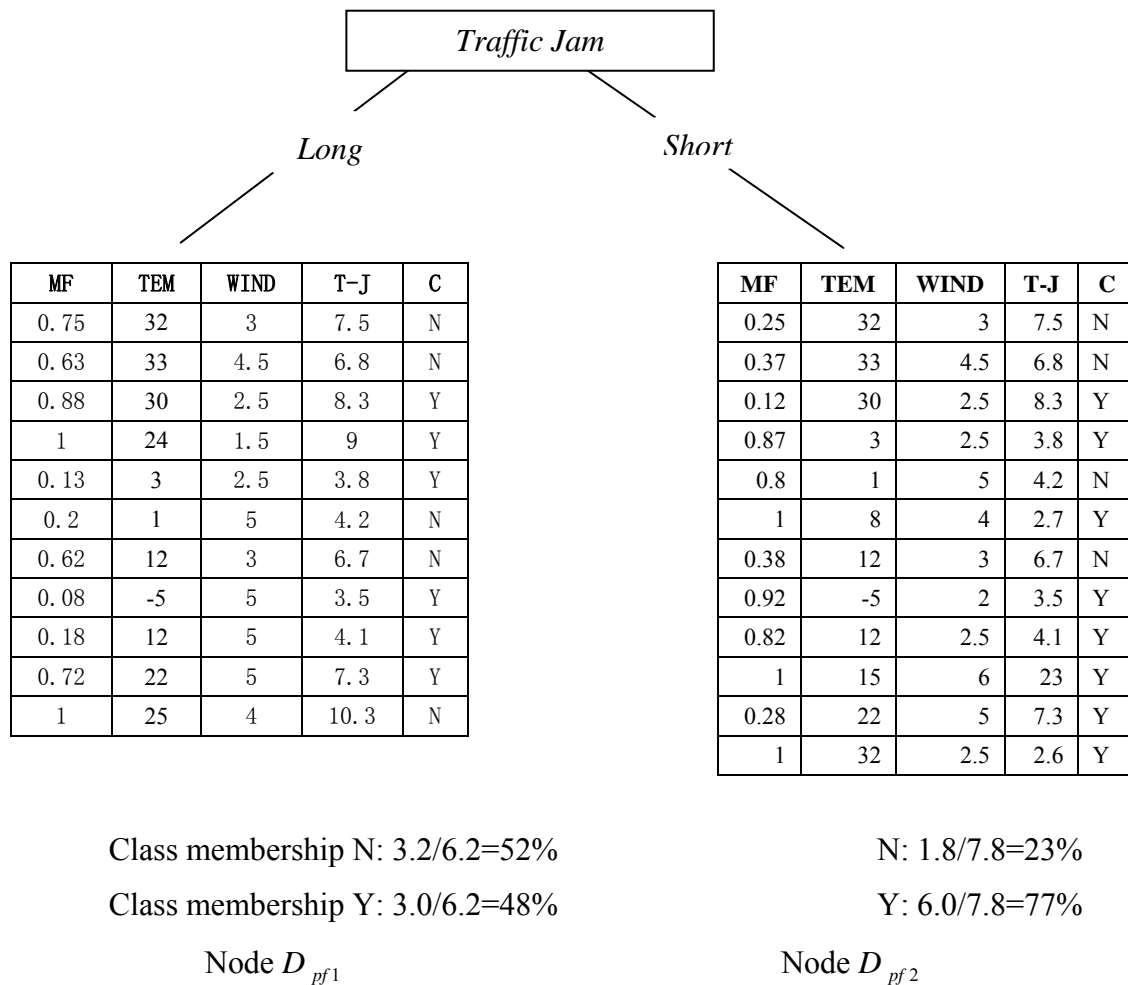 Traffic Jam
Long
Short
MF TEM WIND T-J C
0.75 32 3 7.5 N
0.63 33 4.5 6.8 N
0.88 30 2.5 8.3 Y
1 24 1.5 9 Y
0.13 3 2.5 3.8 Y
0.2 1 5 4.2 N
0.62 12 3 6.7 N
0.08 -5 5 3.5 Y
0.18 12 5 4.1 Y
0.72 22 5 7.3 Y
1 25 4 10.3 N
MF TEM WIND T-J C
0.25 32 3 7.5 N
0.37 33 4.5 6.8 N
0.12 30 2.5 8.3 Y
0.87 3 2.5 3.8 Y
0.8 1 5 4.2 N
1 8 4 2.7 Y
0.38 12 3 6.7 N
0.92 -5 2 3.5 Y
0.82 12 2.5 4.1 Y
1 15 6 23 Y
0.28 22 5 7.3 Y
1 32 2.5 2.6 Y
Class membership N: 3.2/6.2=52%
Class membership Y: 3.0/6.2=48%
Node D pf1
N: 1.8/7.8=23%
Y: 6.0/7.8=77%
Node D pf2